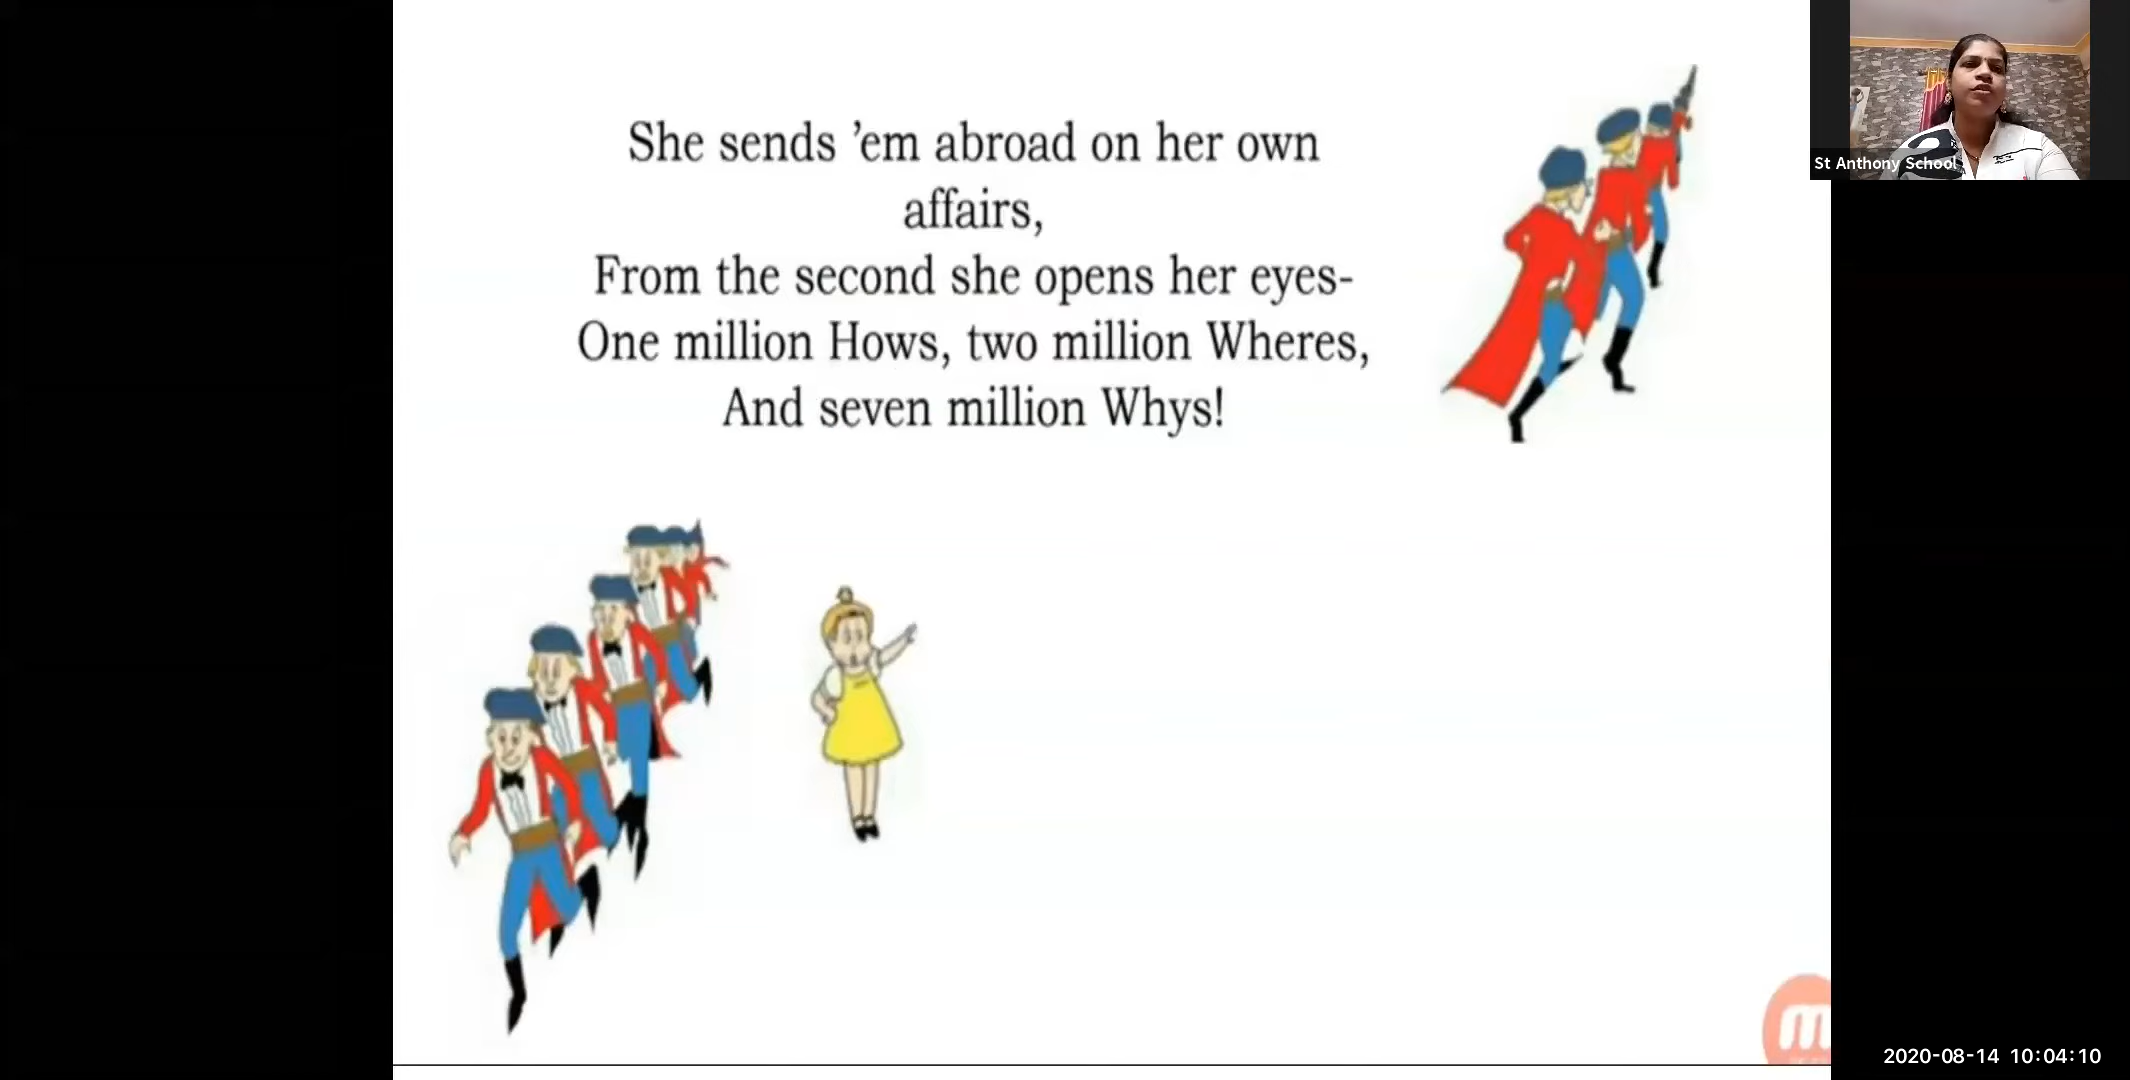 She sends ’em abroad on her own
affairs,
From the second she opens her eyes-
One million Hows, two million Wheres,
And seven million Whys!
St Anthony School
2020-08-14 10:04:10